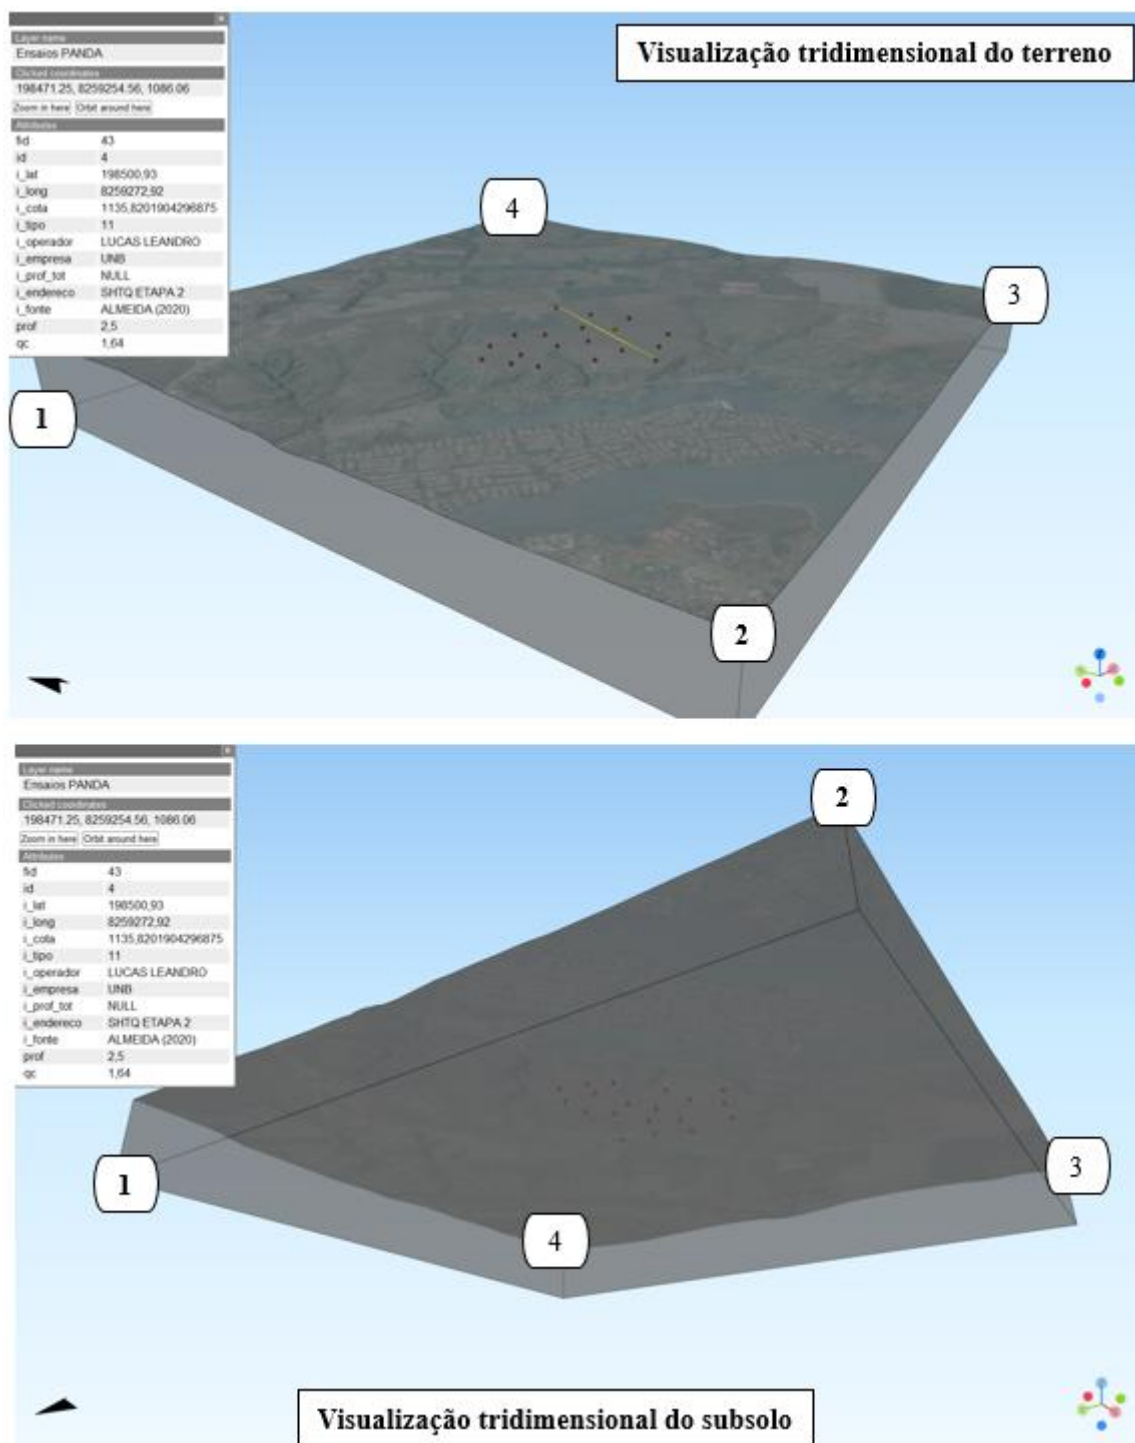 Layer name
Ensaios PANDA
Clicked coordinates
198471.25, 8259254.56, 1086.06
Zoom in here Orbit around here
Attributes
fid 43
id 4
i_lat 198500,93
i_long 8259272,92
i_cota 1135,8201904296875
i_tipo 11
i_operador LUCAS LEANDRO
i_empresa UNB
i_prof_tot NULL
i_endereco SHTQ ETAPA 2
i_fonte ALMEIDA (2020)
prof 2,5
qc 1,64
Visualização tridimensional do terreno
4
3
1
2
Z
Layer name
Ensaios PANDA
Clicked coordinates
198471.25, 8259254.56, 1086.06
Zoom in here Orbit around here
Attributes
fid 43
id 4
i_lat 198500,93
i_long 8259272,92
i_cota 1135,8201904296875
i_tipo 11
i_operador LUCAS LEANDRO
i_empresa UNB
i_prof_tot NULL
i_endereco SHTQ ETAPA 2
i_fonte ALMEIDA (2020)
prof 2,5
qc 1,64
2
1
3
4
Visualização tridimensional do subsolo